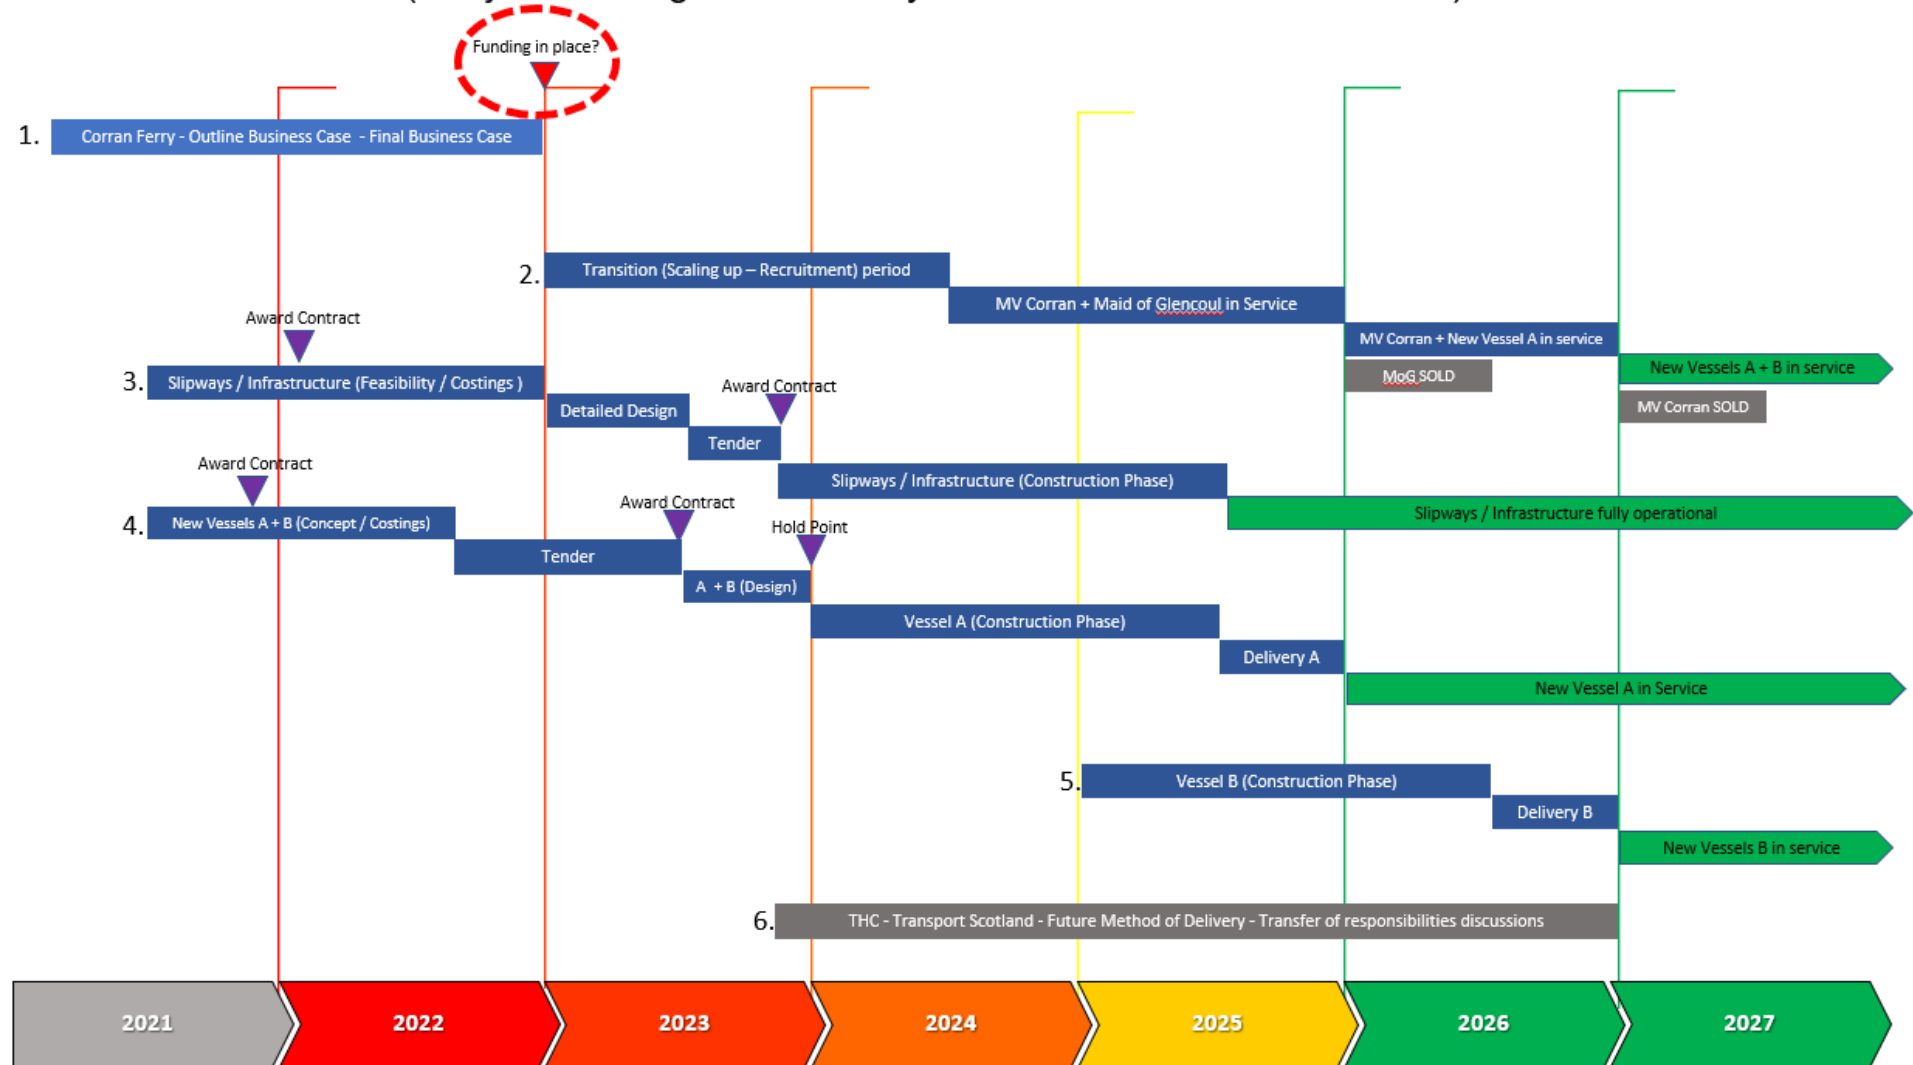 Funding in place?
1.
Corran Ferry - Outline Business Case - Final Business Case
2.
Transition (Scaling up – Recruitment) period
MV Corran + Maid of Glencoul in Service
Award Contract
MV Corran + New Vessel A in service
3.
Slipways / Infrastructure (Feasibility / Costings )
MoG SOLD
New Vessels A + B in service
Award Contract
Detailed Design
MV Corran SOLD
Tender
Award Contract
Slipways / Infrastructure (Construction Phase)
Award Contract
Slipways / Infrastructure fully operational
4.
New Vessels A + B (Concept / Costings)
Hold Point
Tender
A + B (Design)
Vessel A (Construction Phase)
Delivery A
New Vessel A in Service
5.
Vessel B (Construction Phase)
Delivery B
New Vessels B in service
6.
THC - Transport Scotland - Future Method of Delivery - Transfer of responsibilities discussions
2021
2022
2023
2024
2025
2026
2027